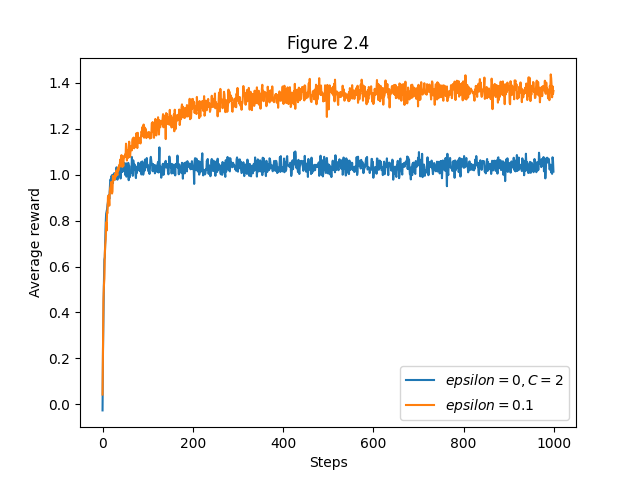 Figure 2.4
Average reward
1.4
1.2
1.0
0.8
0.6
0.4
0.2
0.0
epsilon = 0, C = 2
epsilon = 0.1
0 200 400 600 800 1000
Steps